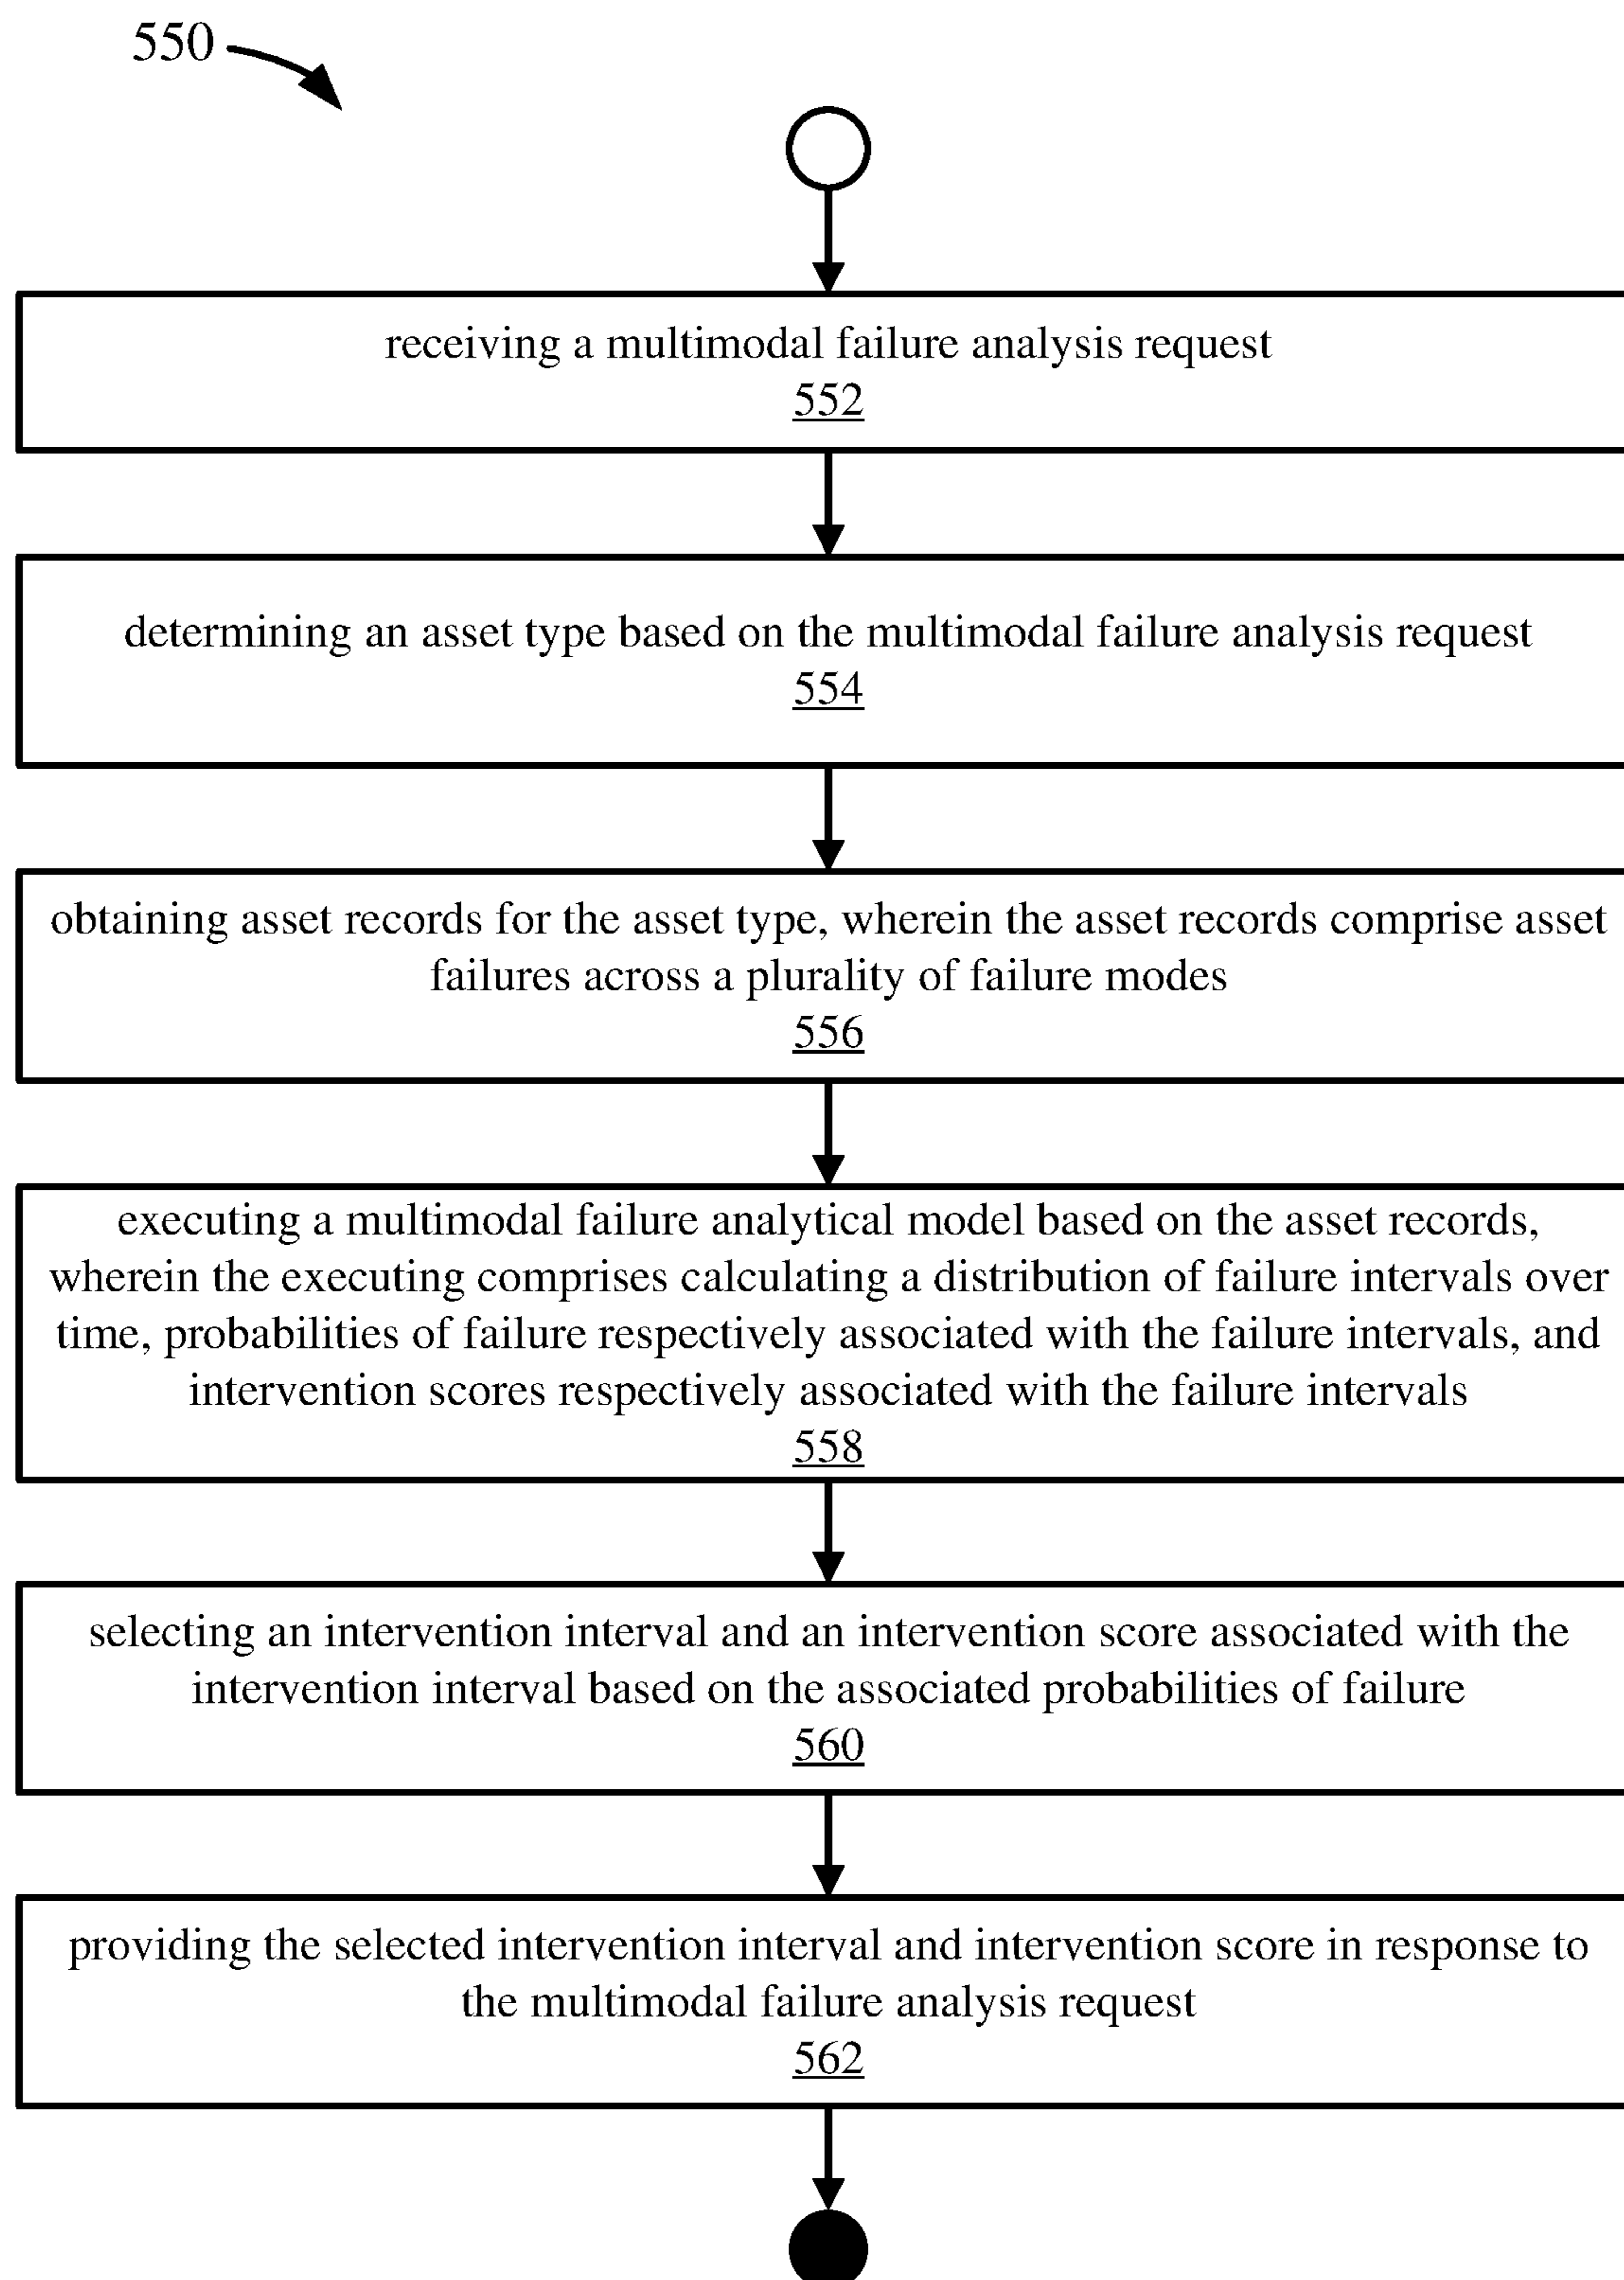 550
receiving a multimodal failure analysis request
552
determining an asset type based on the multimodal failure analysis request
554
obtaining asset records for the asset type, wherein the asset records comprise asset
failures across a plurality of failure modes
556
executing a multimodal failure analytical model based on the asset records,
wherein the executing comprises calculating a distribution of failure intervals over
time, probabilities of failure respectively associated with the failure intervals, and
intervention scores respectively associated with the failure intervals
558
selecting an intervention interval and an intervention score associated with the
intervention interval based on the associated probabilities of failure
560
providing the selected intervention interval and intervention score in response to
the multimodal failure analysis request
562